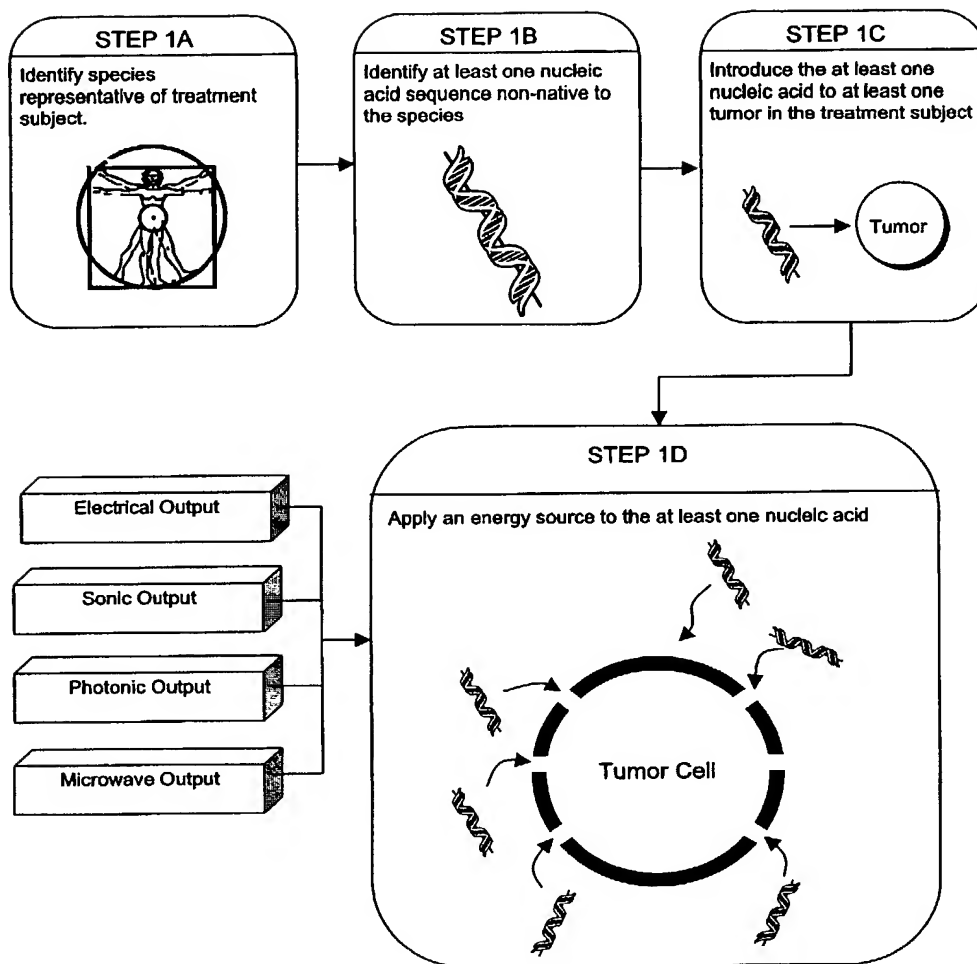 STEP 1A
Identify species
representative of treatment
subject.
STEP 1B
Identify at least one nucleic
acid sequence non-native to
the species
STEP 1C
Introduce the at least one
nucleic acid to at least one
tumor in the treatment subject
Tumor
STEP 1D
Apply an energy source to the at least one nucleic acid
Electrical Output
Sonic Output
Photonic Output
Microwave Output
Tumor Cell